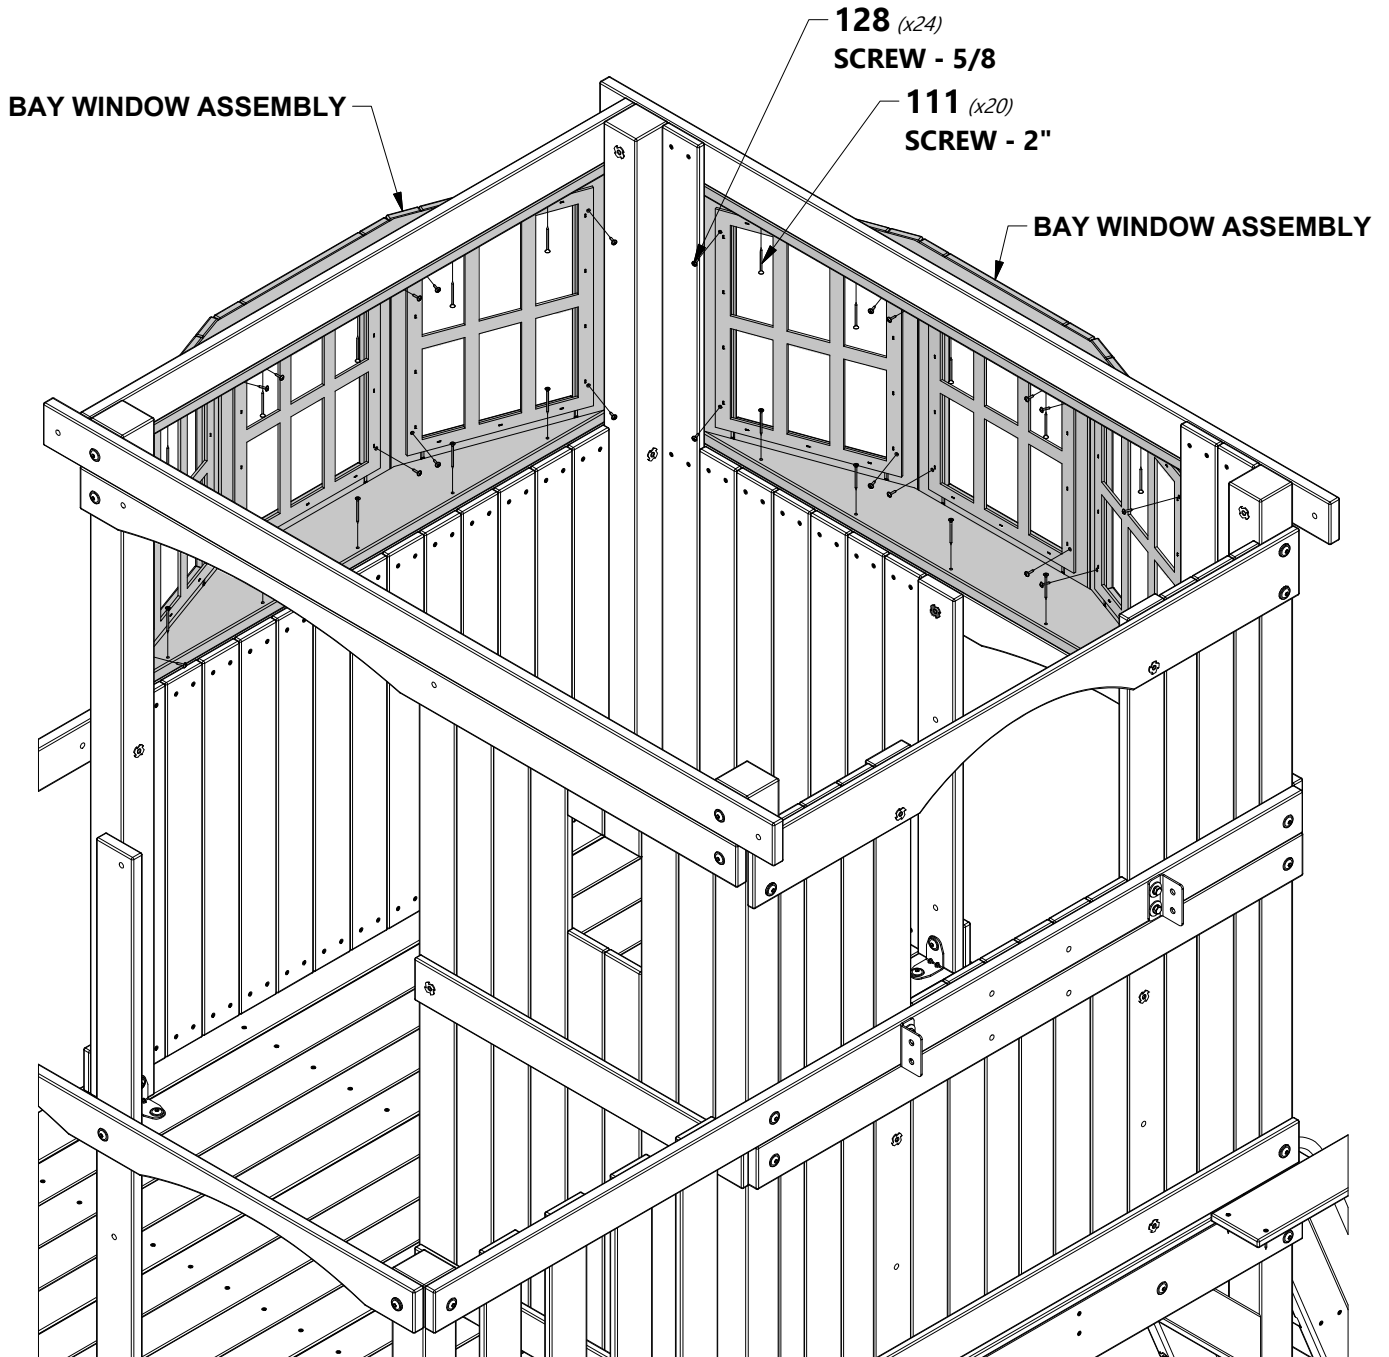 128 (x24)
SCREW - 5/8
BAY WINDOW ASSEMBLY
111 (x20)
SCREW - 2"
BAY WINDOW ASSEMBLY